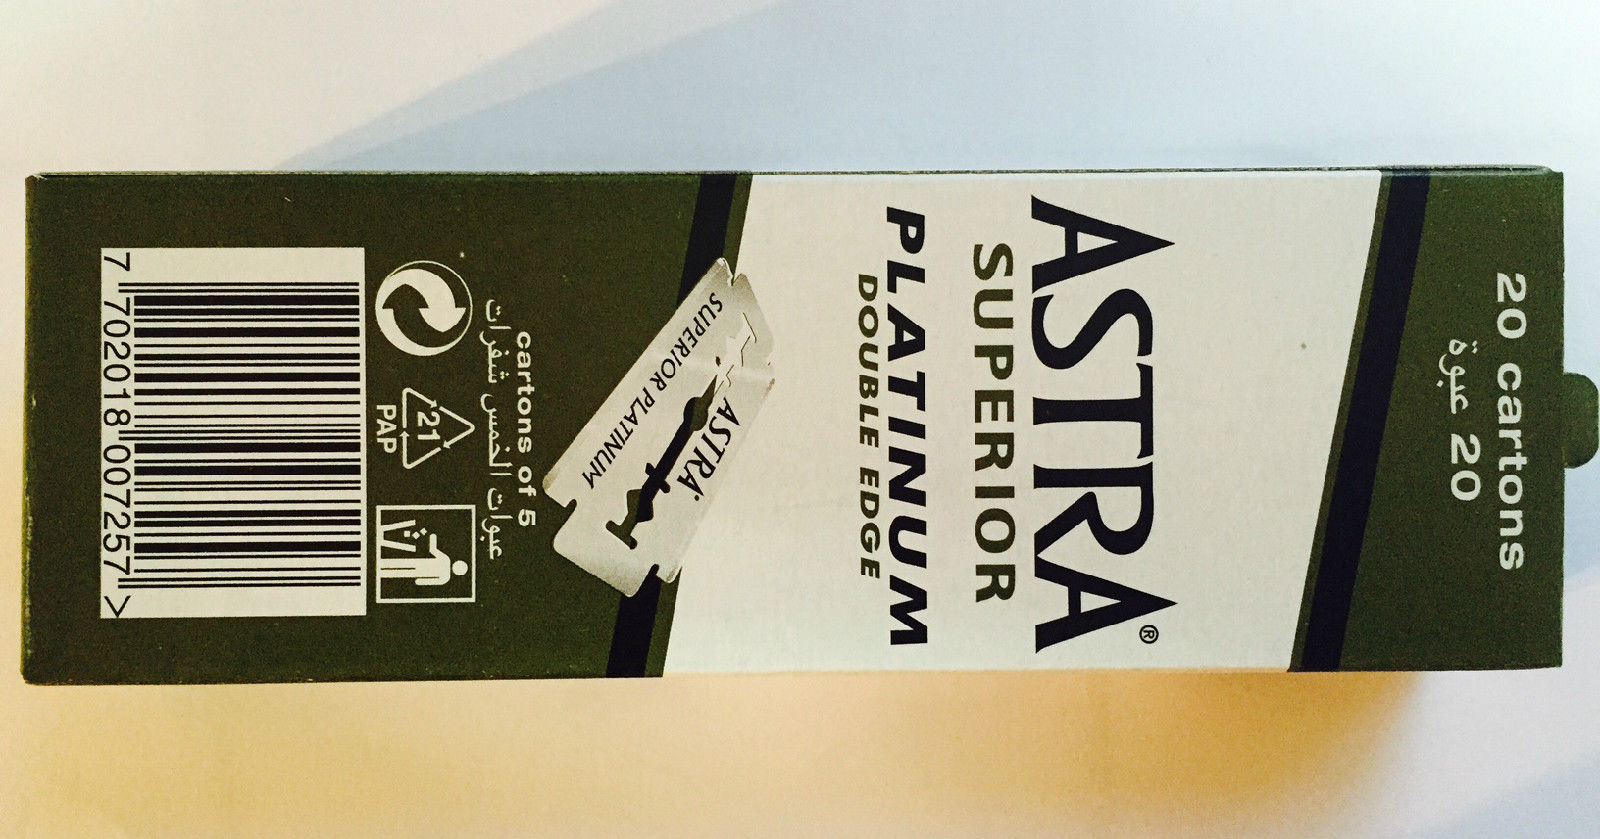 20 cartons
20 عبوة
ASTRA®
SUPERIOR
PLATINUM
DOUBLE EDGE
ASTRA
SUPERIOR PLATINUM
cartons of 5
عبوات الخمس شفرات
21
PAP
7 702018 007257 >